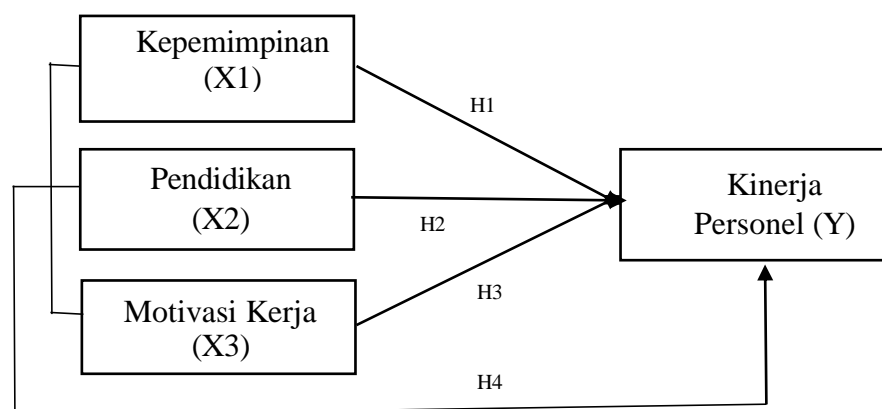 Kepemimpinan
(X1)
H1
Pendidikan
(X2)
H2
Kinerja
Personel (Y)
Motivasi Kerja
(X3)
H3
H4